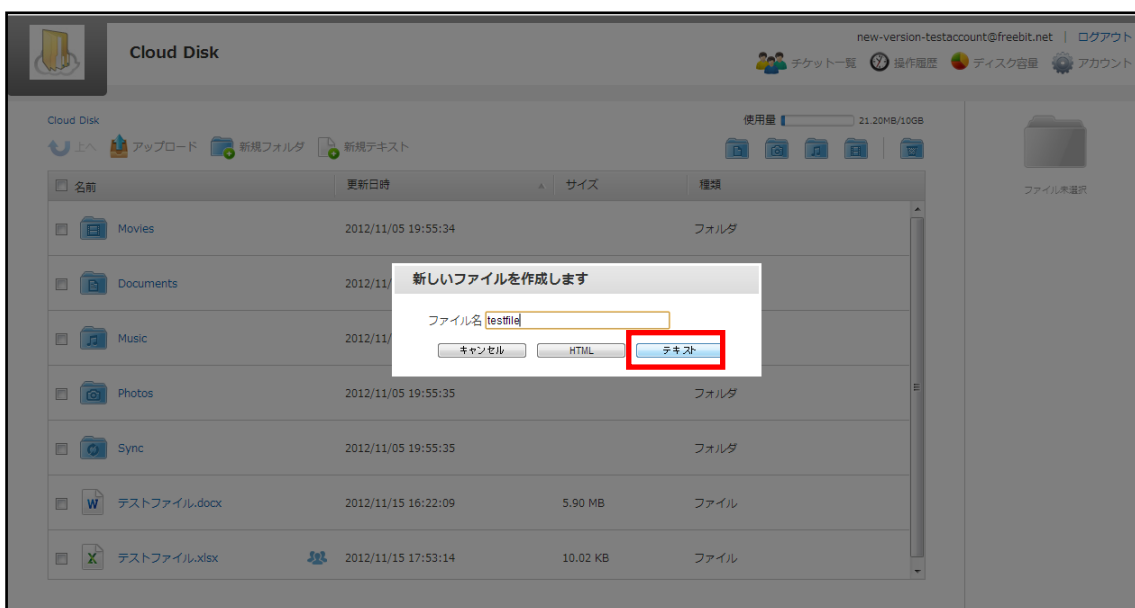 new-version-testaccount@freebit.net | ログアウト
Cloud Disk
チケット一覧 操作履歴 ディスク容量 アカウント
Cloud Disk
使用量 21.20MB/10GB
上へ アップロード 新規フォルダ 新規テキスト
ファイル未選択
名前 更新日時 サイズ 種類
Movies 2012/11/05 19:55:34 フォルダ
新しいファイルを作成します
Documents 2012/11/
ファイル名 testfile
Music 2012/11/
キャンセル HTML テキスト
Photos 2012/11/05 19:55:35 フォルダ
Sync 2012/11/05 19:55:35 フォルダ
テストファイル.docx 2012/11/15 16:22:09 5.90 MB ファイル
テストファイル.xlsx 2012/11/15 17:53:14 10.02 KB ファイル